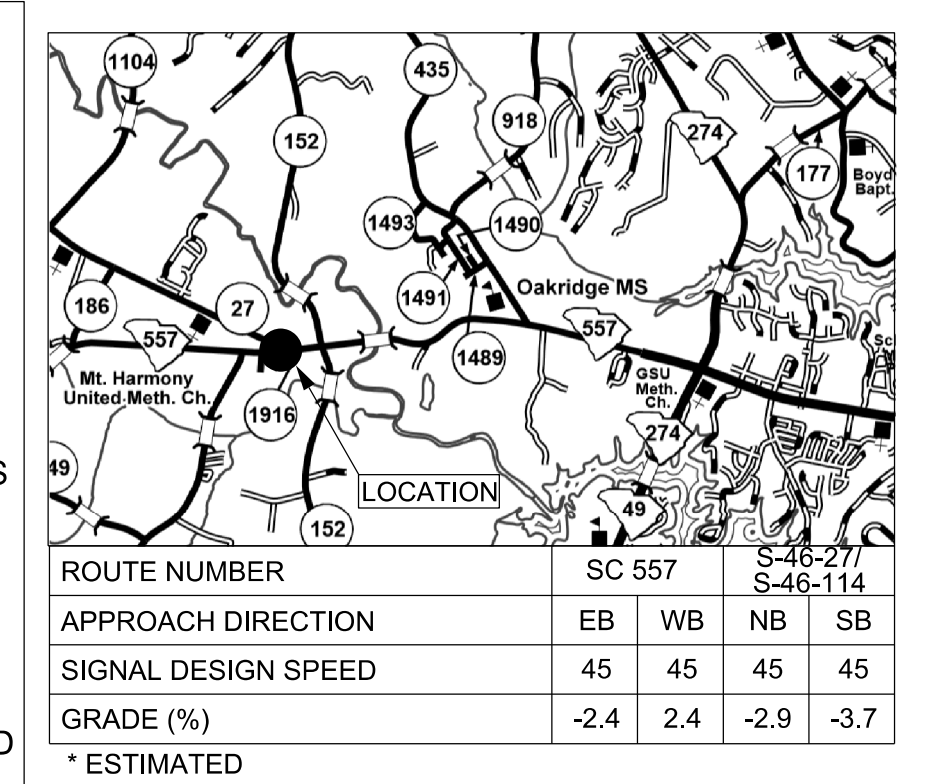 1104
435
152
918
274
177
Boyd
Bapt.
1493
1490
1491
Oakridge MS
186
27
557
557
1489
Sc
GSU
Meth.
Ch.
Mt. Harmony
United Meth. Ch.
1916
274
49
S
LOCATION
49
152
ROUTE NUMBER SC 557 S-46-27/
S-46-114
APPROACH DIRECTION EB WB NB SB
SIGNAL DESIGN SPEED 45 45 45 45
GRADE (%) -2.4 2.4 -2.9 -3.7
D
* ESTIMATED